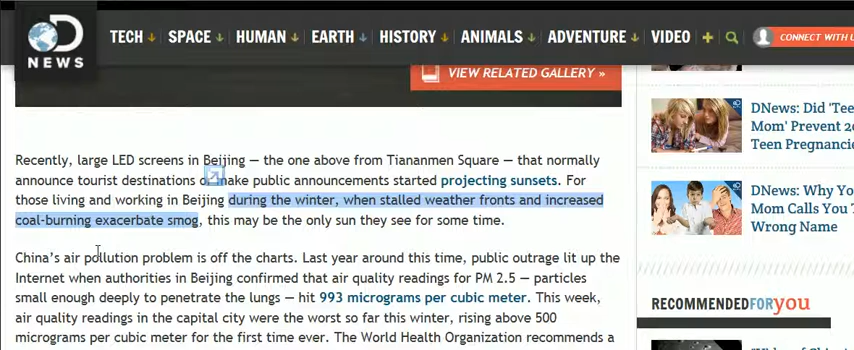 TECH SPACE HUMAN EARTH HISTORY ANIMALS ADVENTURE VIDEO + CONNECT WITH
D
NEWS
VIEW RELATED GALLERY »
Recently, large LED screens in Beijing — the one above from Tiananmen Square — that normally
announce tourist destinations make public announcements started projecting sunsets. For
those living and working in Beijing during the winter, when stalled weather fronts and increased
coal-burning exacerbate smog, this may be the only sun they see for some time.
China's air pollution problem is off the charts. Last year around this time, public outrage lit up the
Internet when authorities in Beijing confirmed that air quality readings for PM 2.5 — particles
small enough deeply to penetrate the lungs — hit 993 micrograms per cubic meter. This week,
air quality readings in the capital city were the worst so far this winter, rising above 500
micrograms per cubic meter for the first time ever. The World Health Organization recommends a
DNews: Did 'Tee
Mom' Prevent
Teen Pregnancie
DNews: Why Yo
Mom Calls You
Wrong Name
RECOMMENDED FOR you